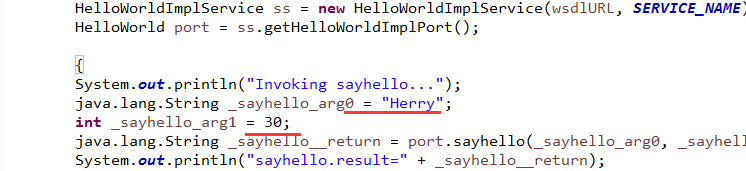 HelloWorldImplService ss = new HelloWorldImplService(wsdlURL, SERVICE_NAME)
HelloWorld port = ss.getHelloWorldImplPort();
{
System.out.println("Invoking sayhello...");
java.lang.String _sayhello_arg0 = "Herry";
int _sayhello_arg1 = 30;
java.lang.String _sayhello__return = port.sayhello(_sayhello_arg0, _sayhell
System.out.println("sayhello.result=" + _sayhello__return);